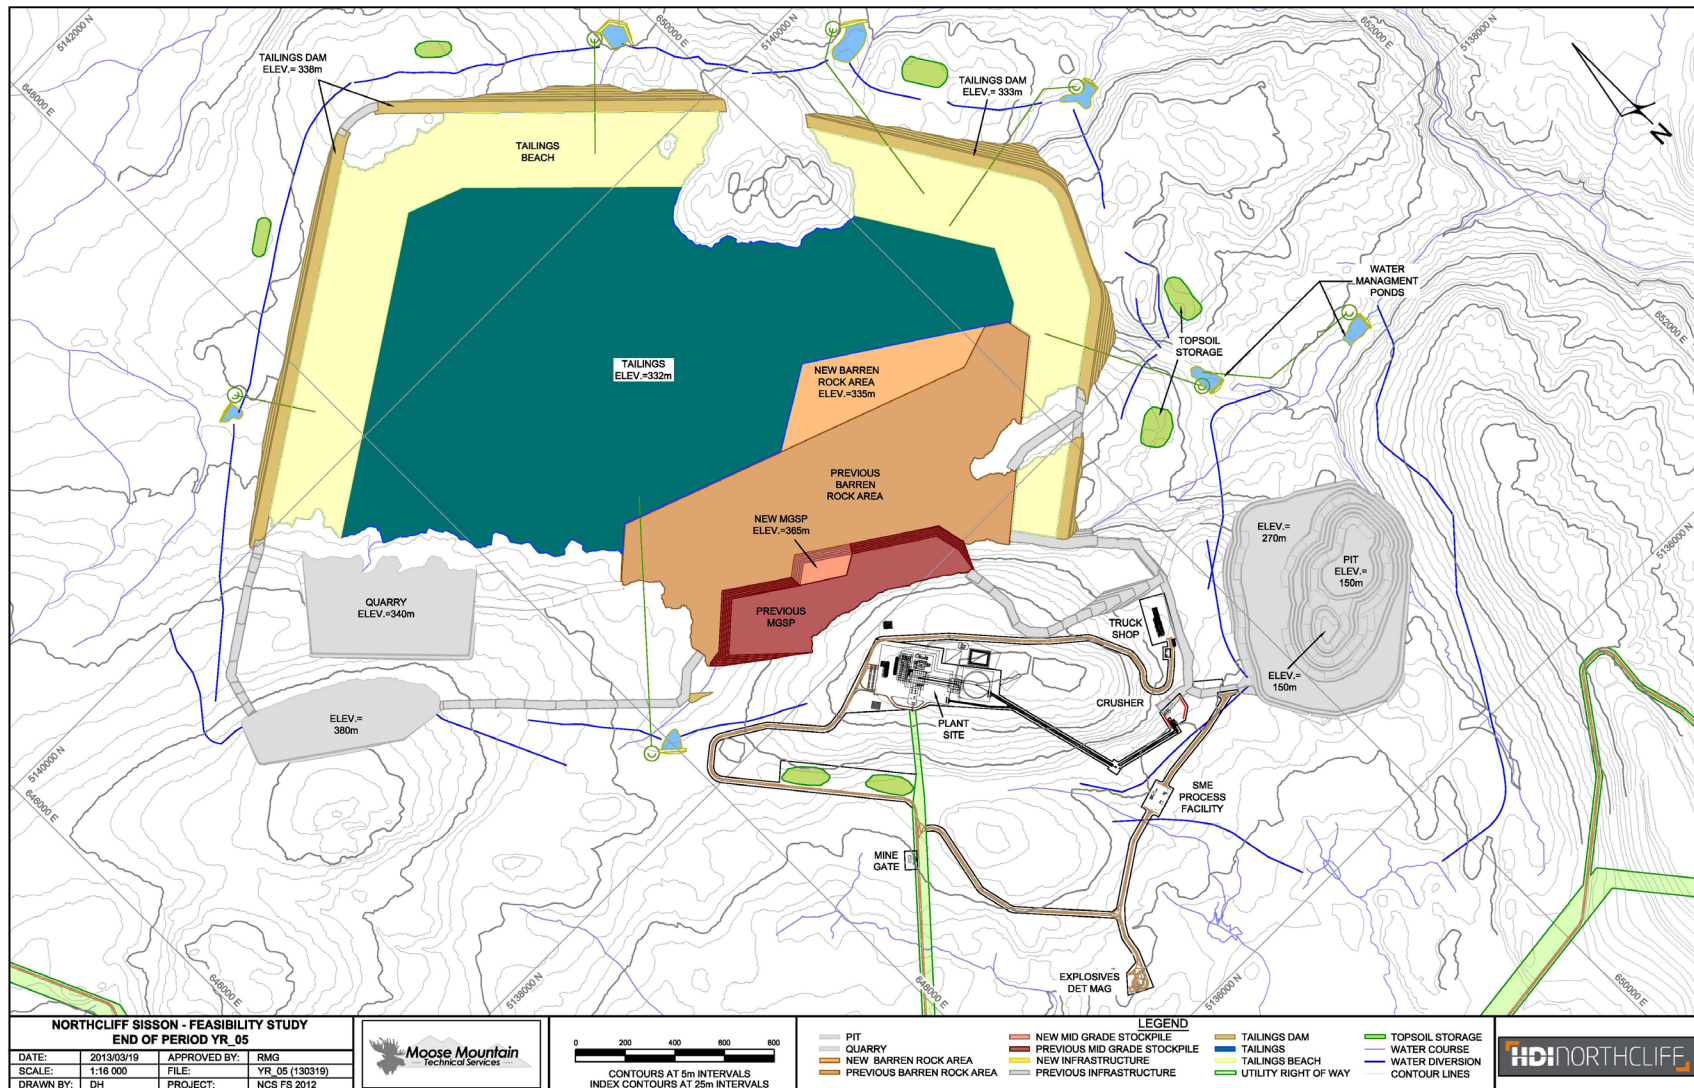 5142000 N
650000 E
5140000 N
652000 E
5138000 N
TAILINGS DAM
ELEV.= 338m
TAILINGS DAM
ELEV.= 333m
648000 E
N
TAILINGS
BEACH
WATER
MANAGMENT
PONDS
652000 E
TOPSOIL
STORAGE
TAILINGS
ELEV.=332m
NEW BARREN
ROCK AREA
ELEV.=335m
PREVIOUS
BARREN
ROCK AREA
NEW MGSP
ELEV.=365m
ELEV.=
270m
PIT
ELEV.=
150m
5136000 N
QUARRY
ELEV.=340m
PREVIOUS
MGSP
TRUCK
SHOP
ELEV.=
150m
CRUSHER
ELEV.=
380m
PLANT
SITE
5140000 N
646000 E
SME
PROCESS
FACILITY
MINE
GATE
EXPLOSIVES
DET MAG
646000 E
5138000 N
648000 E
5136000 N
650000 E
NORTHCLIFF SISSON - FEASIBILITY STUDY
END OF PERIOD YR_05
DATE: 2013/03/19 APPROVED BY: RMG
SCALE: 1:16 000 FILE: YR_05 (130319)
DRAWN BY: DH PROJECT: NCS FS 2012
Moose Mountain
Technical Services
0 200 400 600 800
CONTOURS AT 5m INTERVALS
INDEX CONTOURS AT 25m INTERVALS
LEGEND
PIT
QUARRY
NEW BARREN ROCK AREA
PREVIOUS BARREN ROCK AREA
NEW MID GRADE STOCKPILE
PREVIOUS MID GRADE STOCKPILE
NEW INFRASTRUCTURE
PREVIOUS INFRASTRUCTURE
TAILINGS DAM
TAILINGS
TAILINGS BEACH
UTILITY RIGHT OF WAY
TOPSOIL STORAGE
WATER COURSE
WATER DIVERSION
CONTOUR LINES
HDINORTHCLIFF